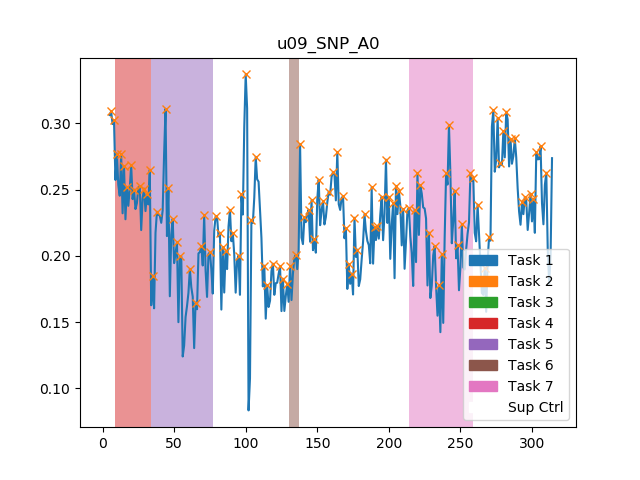 u09_SNP_A0
0.30
0.25
0.20
0.15
0.10
0
50
100
150
200
250
300
Task 1
Task 2
Task 3
Task 4
Task 5
Task 6
Task 7
Sup Ctrl